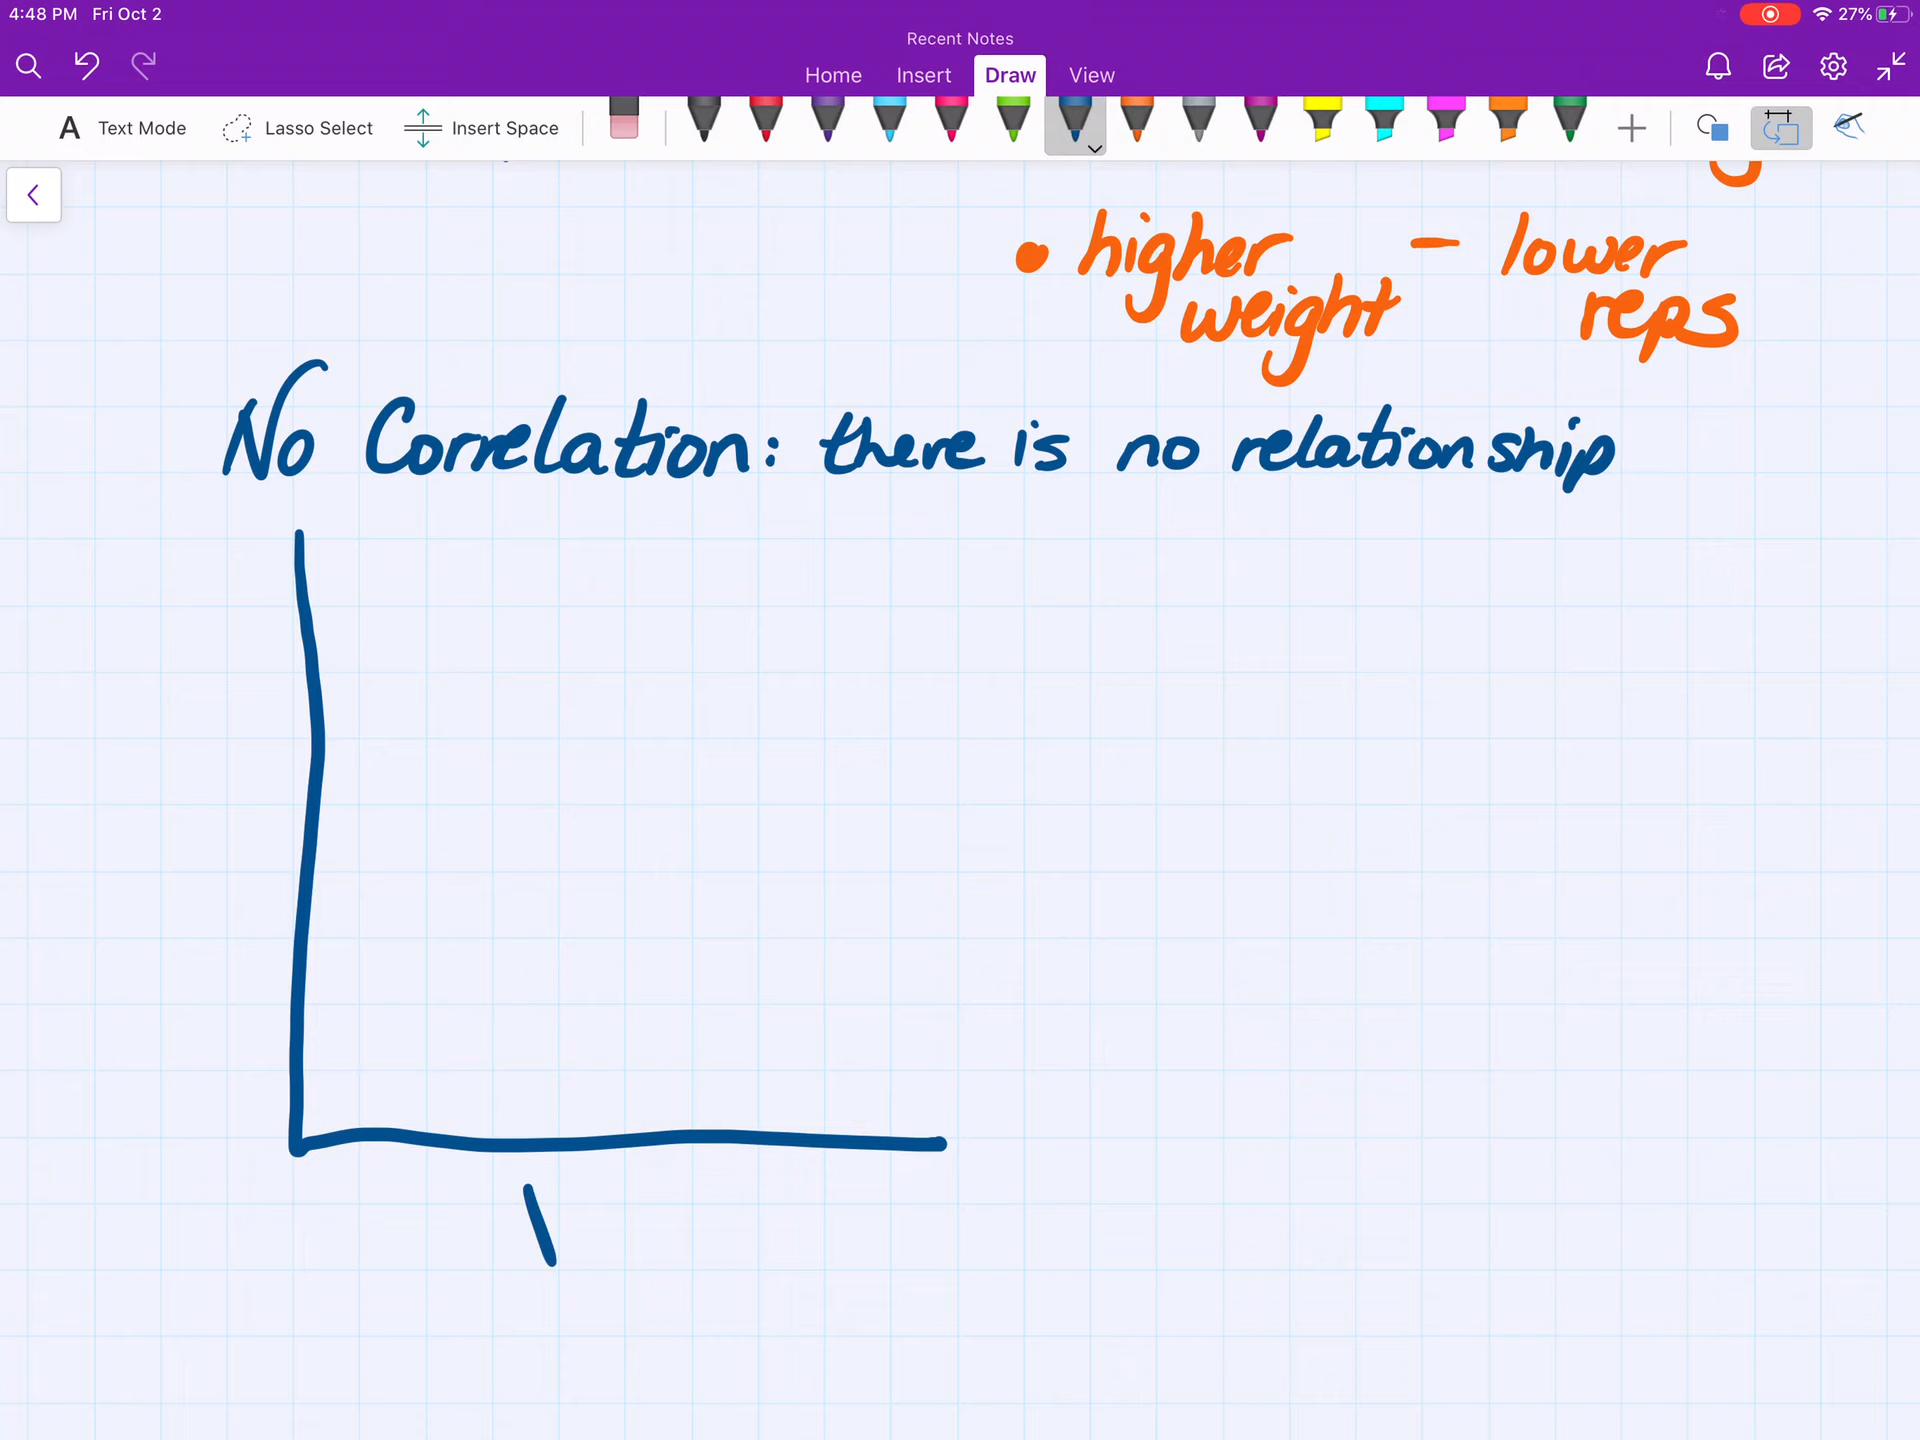 4:48 PM Fri Oct 2
27%
Recent Notes
Home Insert Draw View
A Text Mode Lasso Select Insert Space
• higher — lower
weight reps
No Correlation: there is no relationship